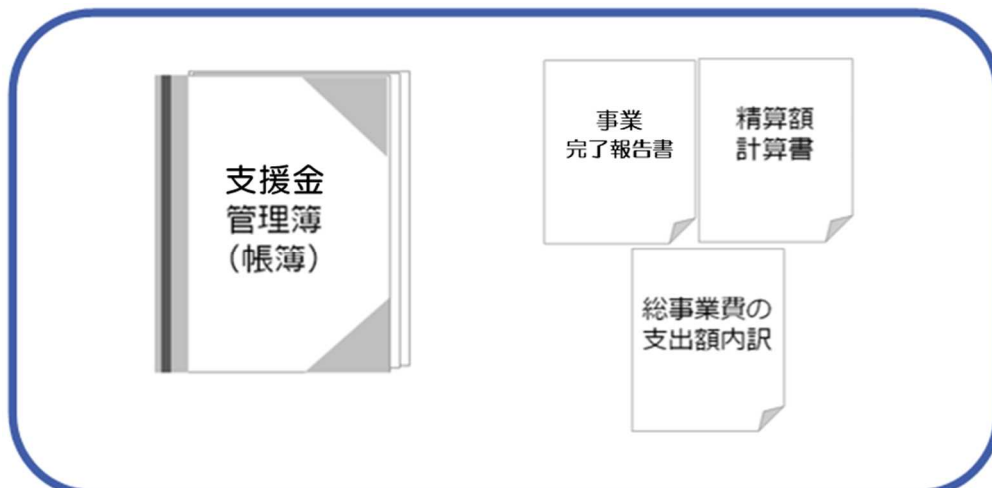 支援金
管理簿
（帳簿）
事業
完了報告書
精算額
計算書
総事業費の
支出額内訳